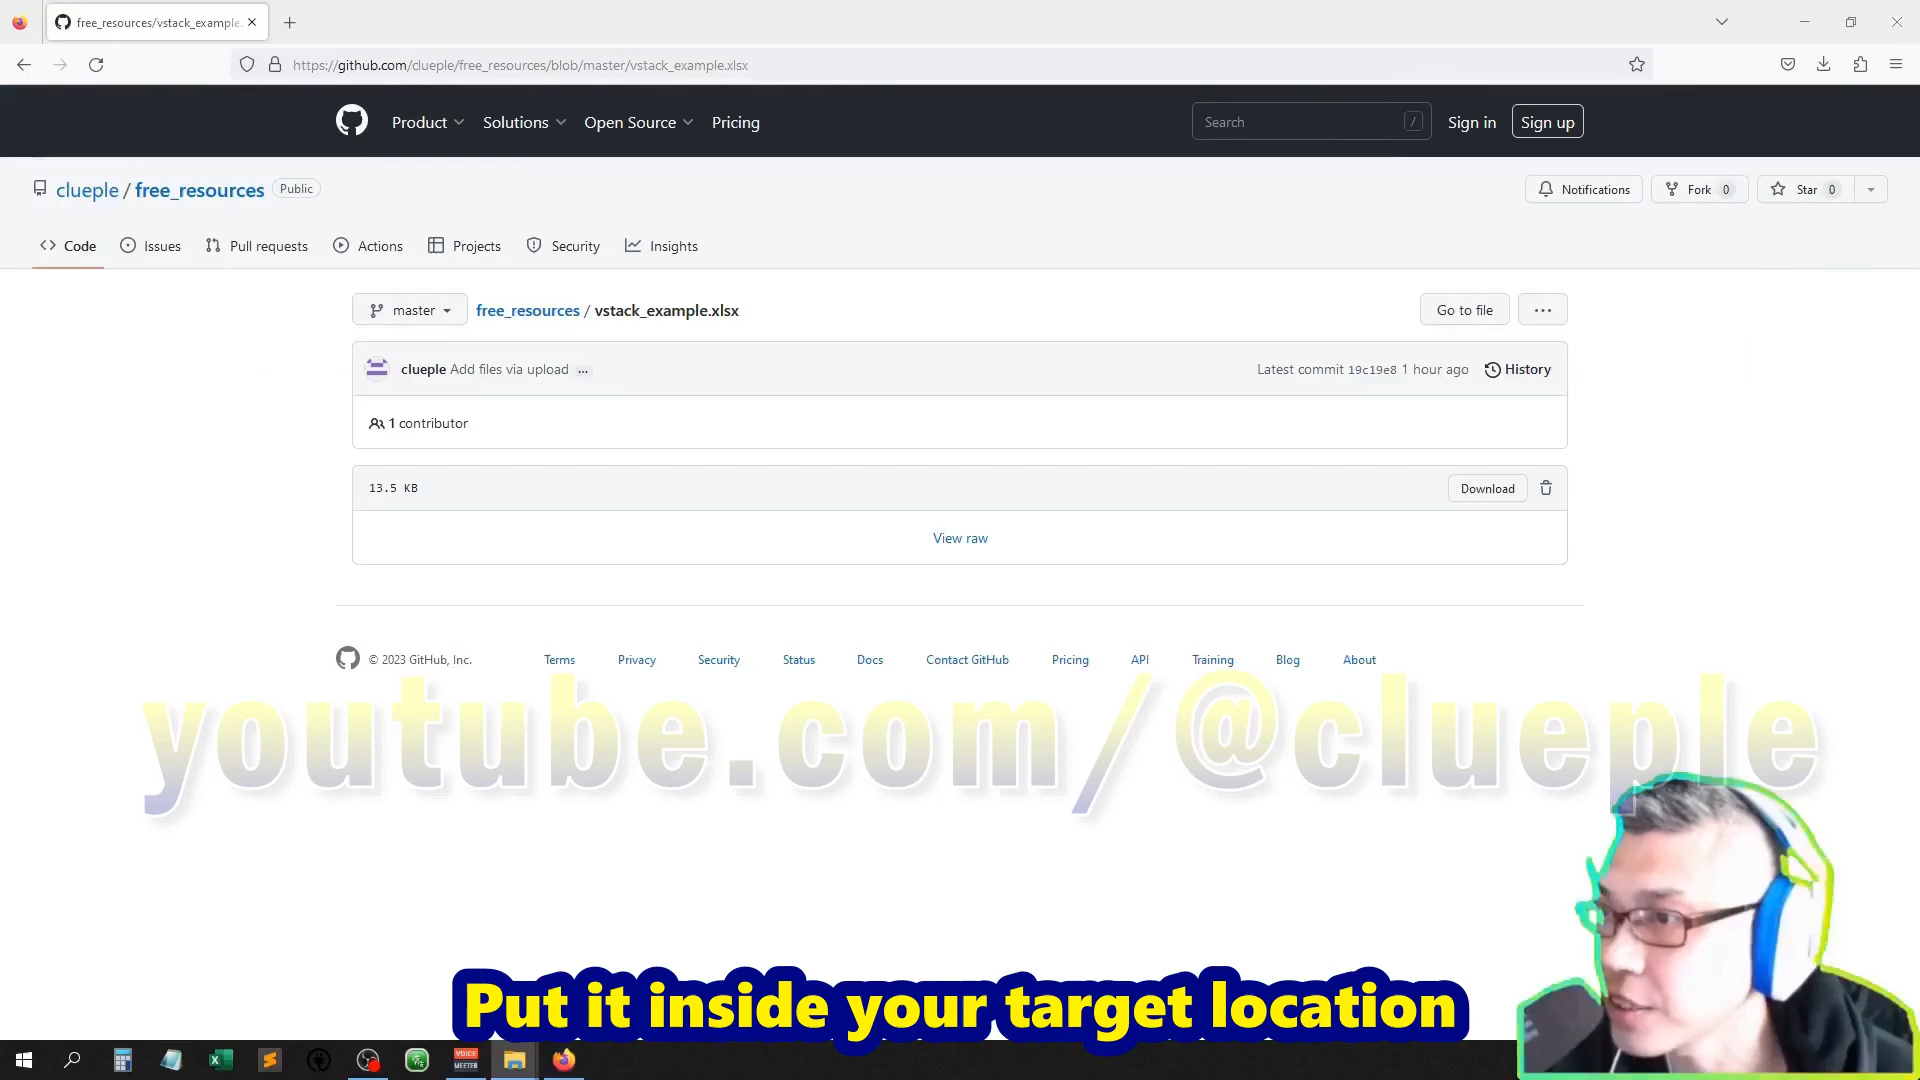 free_resources/vstack_example.
https://github.com/clueple/free_resources/blob/master/vstack_example.xlsx
Product Solutions Open Source Pricing Search / Sign in Sign up
clueple / free_resources Public Notifications Fork 0 Star 0
Code Issues Pull requests Actions Projects Security Insights
master free_resources / vstack_example.xlsx Go to file ...
clueple Add files via upload ... Latest commit 19c19e8 1 hour ago History
1 contributor
13.5 KB Download
View raw
© 2023 GitHub, Inc. Terms Privacy Security Status Docs Contact GitHub Pricing API Training Blog About
youtube.com/@clueple
Put it inside your target location
VOICE
MEETER